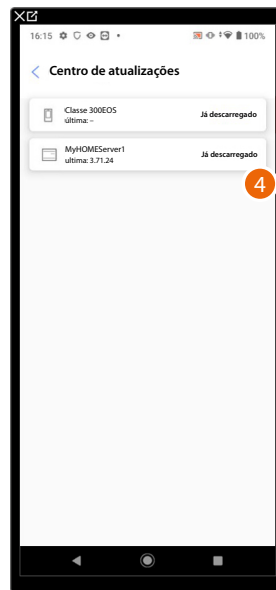 16:15 100%
Centro de atualizações
Classe 300EOS
última: –
Já descarregado
MyHOMEServer1
ultima: 3.71.24
Já descarregado
4